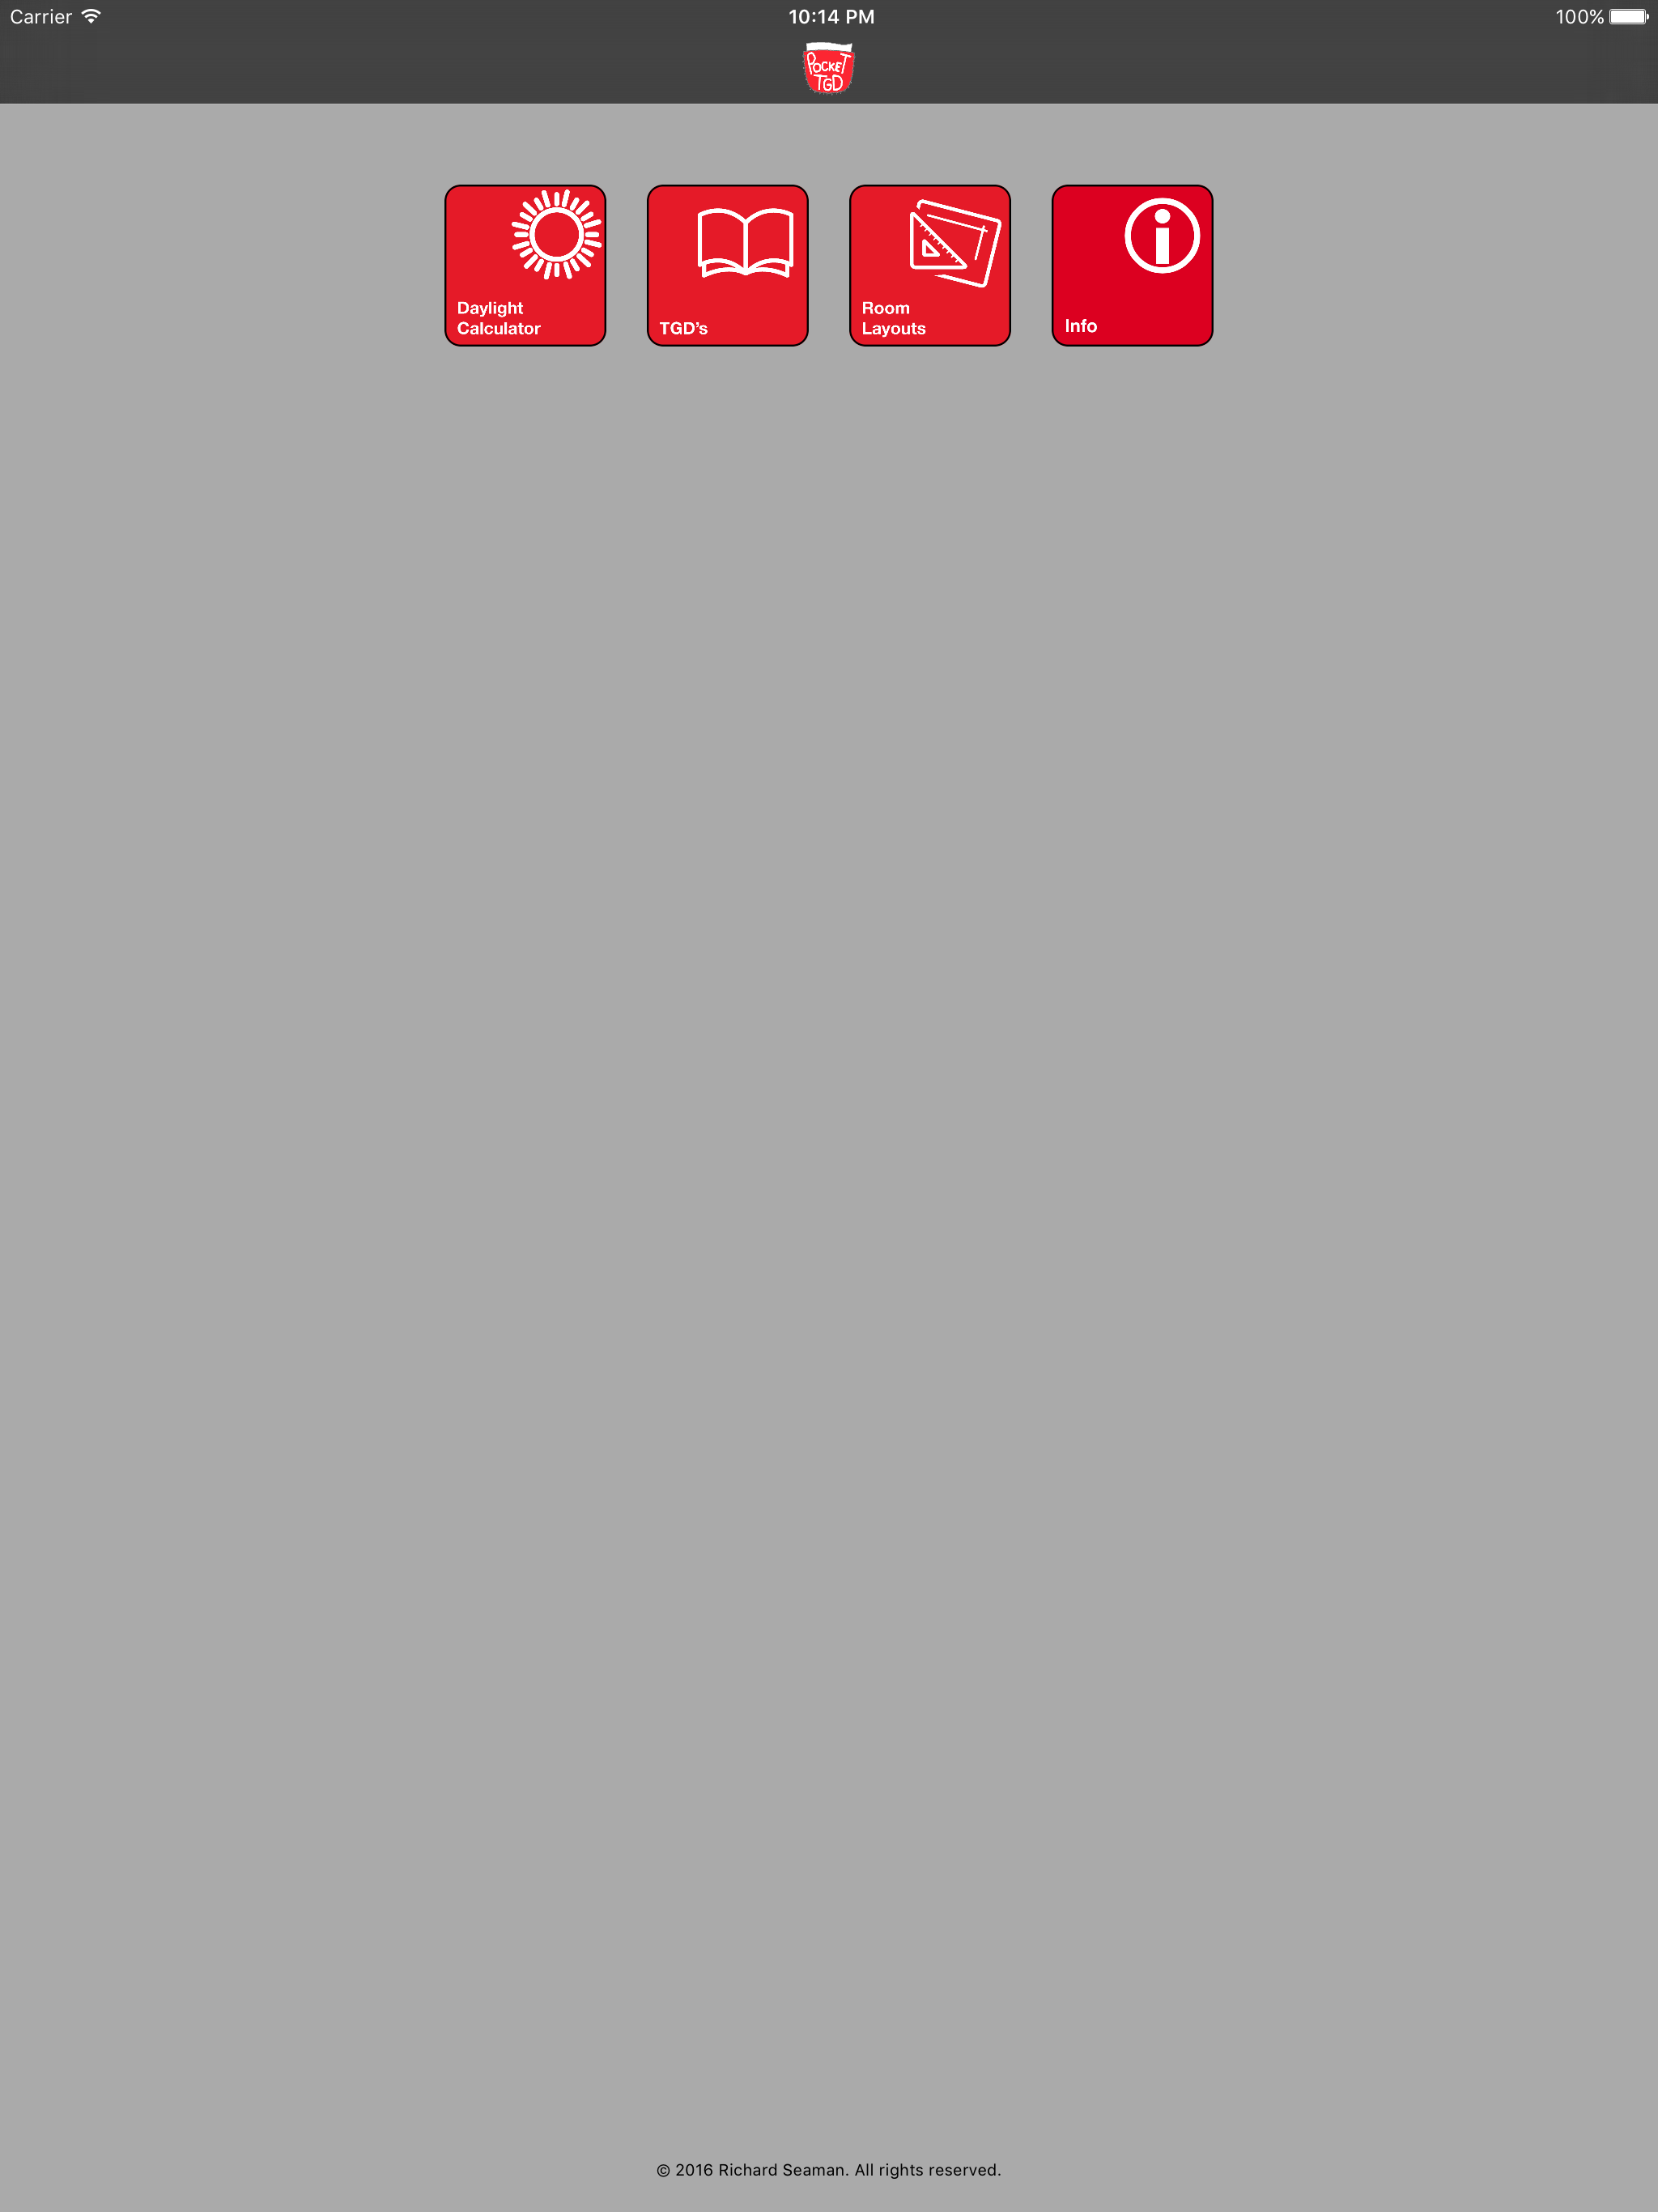 Carrier 10:14 PM 100%
POCKET
TGD
Daylight
Calculator
TGD's
Room
Layouts
Info
© 2016 Richard Seaman. All rights reserved.